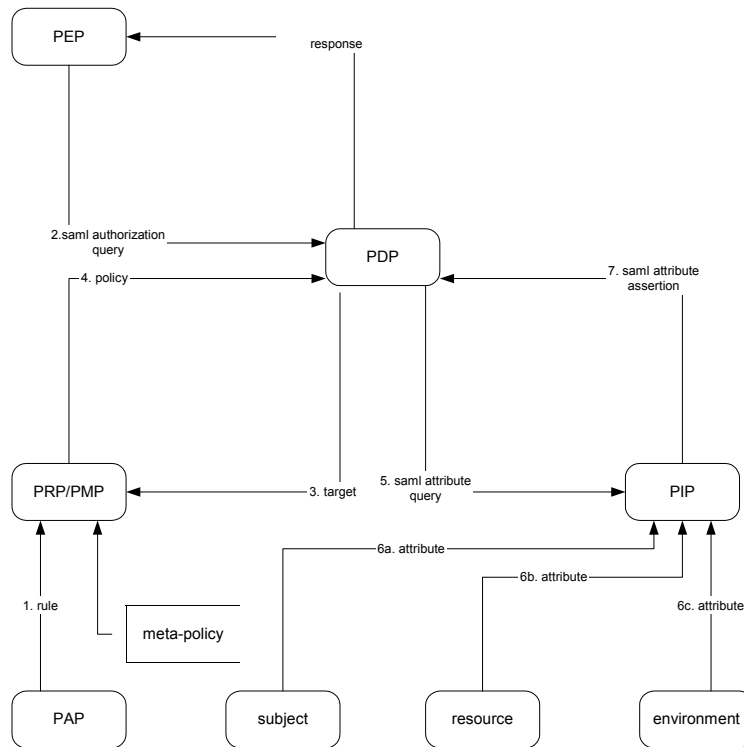 PEP
response
2.saml authorization
query
PDP
4. policy
7. saml attribute
assertion
PRP/PMP
3. target
5. saml attribute
query
PIP
6a. attribute
6b. attribute
1. rule
6c. attribute
meta-policy
PAP
subject
resource
environment